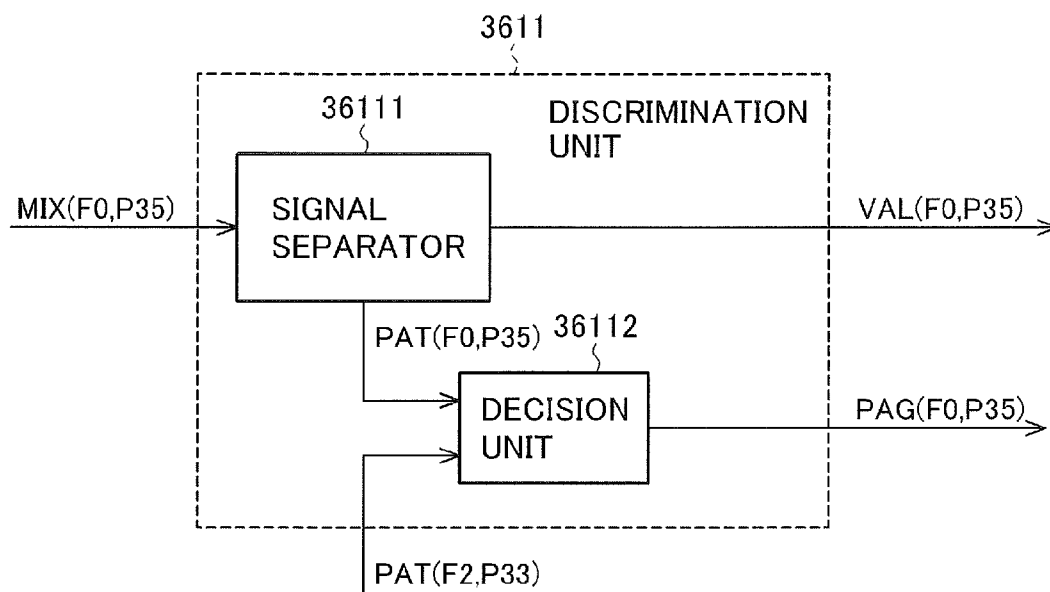 3611
36111
DISCRIMINATION
UNIT
MIX(F0,P35)
SIGNAL
SEPARATOR
VAL(F0,P35)
PAT(F0,P35)
36112
DECISION
UNIT
PAG(F0,P35)
PAT(F2,P33)